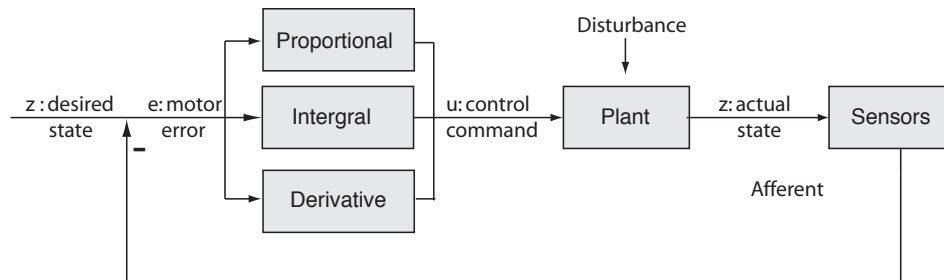 Disturbance
Proportional
z : desired
state
e: motor
error
Intergral
u: control
command
Plant
z: actual
state
Sensors
–
Derivative
Afferent